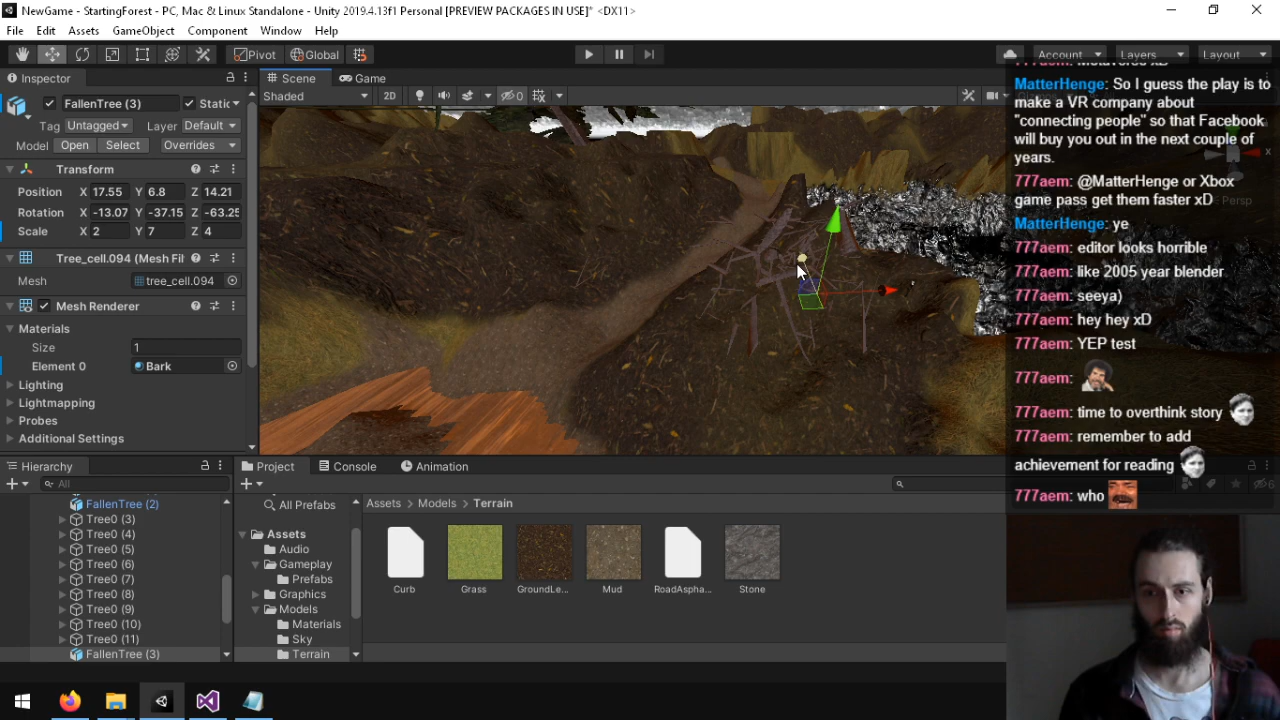 NewGame - StartingForest - PC, Mac & Linux Standalone - Unity 2019.4.13f1 Personal [PREVIEW PACKAGES IN USE]* <DX11>
File Edit Assets GameObject Component Window Help
Pivot Global Account Layers Layout
Inspector
FallenTree (3) Static
Tag Untagged Layer Default
Model Open Select Overrides
Transform
Position X 17.55 Y 6.8 Z 14.21
Rotation X -13.07 Y -37.15 Z -63.25
Scale X 2 Y 7 Z 4
Tree_cell.094 (Mesh Fil
Mesh tree_cell.094
Mesh Renderer
Materials
Size 1
Element 0 Bark
Lighting
Lightmapping
Probes
Additional Settings
Scene Game
Shaded 2D 0
x
Persp
MatterHenge: So I guess the play is to
make a VR company about
"connecting people" so that Facebook
will buy you out in the next couple of
years.
777aem: @MatterHenge or Xbox
game pass get them faster xD
MatterHenge: ye
777aem: editor looks horrible
777aem: like 2005 year blender
777aem: seeya)
777aem: hey hey xD
777aem: YEP test
777aem:
777aem: time to overthink story
777aem: remember to add
achievement for reading
777aem: who
Hierarchy
All
FallenTree (2)
Tree0 (3)
Tree0 (4)
Tree0 (5)
Tree0 (6)
Tree0 (7)
Tree0 (8)
Tree0 (9)
Tree0 (10)
Tree0 (11)
FallenTree (3)
Project Console Animation
6
All Prefabs
Assets
Audio
Gameplay
Prefabs
Graphics
Models
Materials
Sky
Terrain
Assets Models Terrain
Curb Grass GroundLe... Mud RoadAspha... Stone